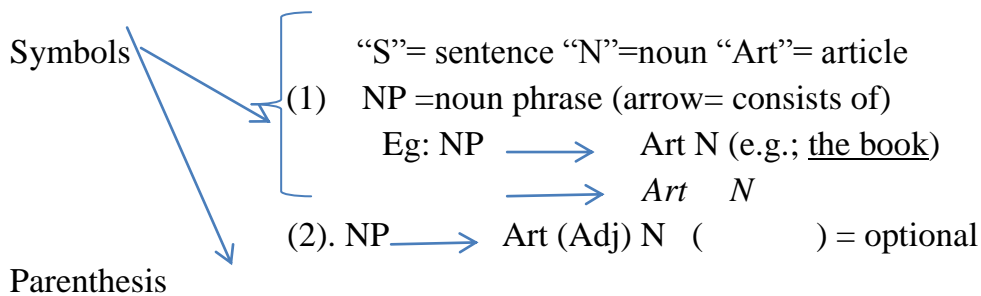 Symbols “S”= sentence “N”=noun “Art”= article
(1) NP =noun phrase (arrow= consists of)
Eg: NP Art N (e.g.; the book)
Art N
(2). NP Art (Adj) N ( ) = optional
Parenthesis